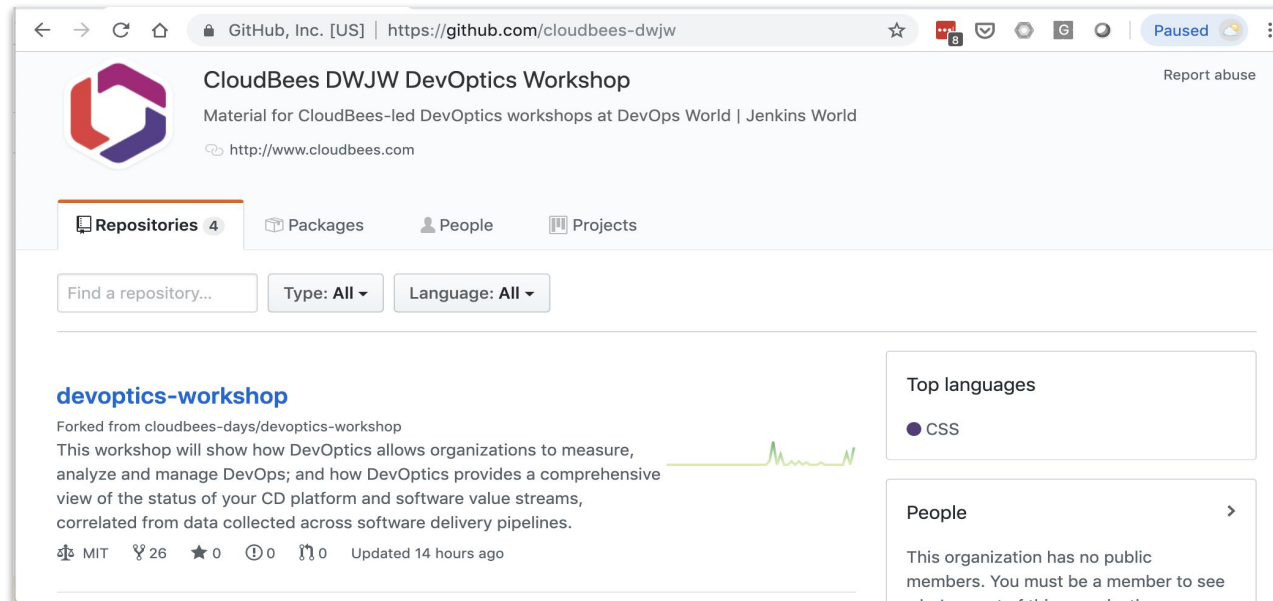 GitHub, Inc. [US] | https://github.com/cloudbees-dwjw
8
G
Paused
CloudBees DWJW DevOptics Workshop
Report abuse
Material for CloudBees-led DevOptics workshops at DevOps World | Jenkins World
http://www.cloudbees.com
Repositories 4
Packages
People
Projects
Find a repository...
Type: All
Language: All
devoptics-workshop
Forked from cloudbees-days/devoptics-workshop
This workshop will show how DevOptics allows organizations to measure,
analyze and manage DevOps; and how DevOptics provides a comprehensive
view of the status of your CD platform and software value streams,
correlated from data collected across software delivery pipelines.
MIT 26 0 0 0 Updated 14 hours ago
Top languages
CSS
People
This organization has no public
members. You must be a member to see